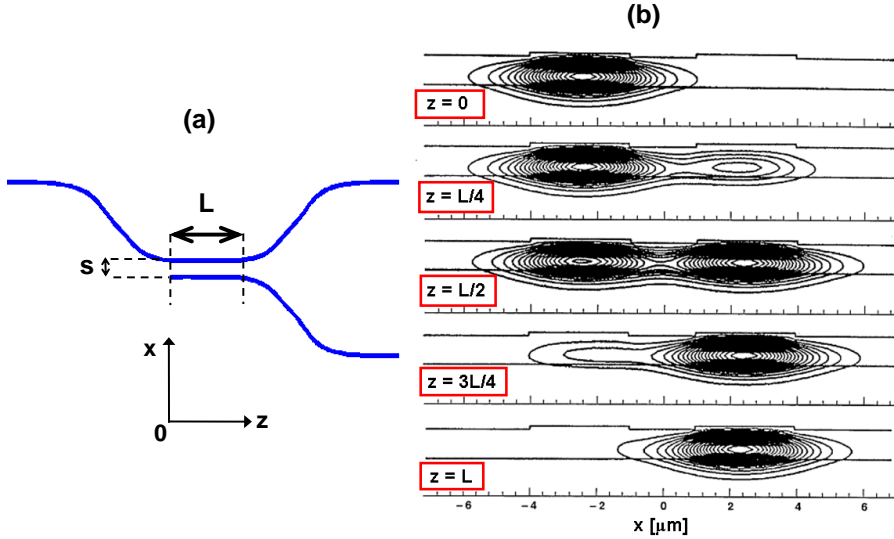 (a)
L
s
x
0
z
(b)
z = 0
z = L/4
z = L/2
z = 3L/4
z = L
−6 −4 −2 0 2 4 6
x [µm]